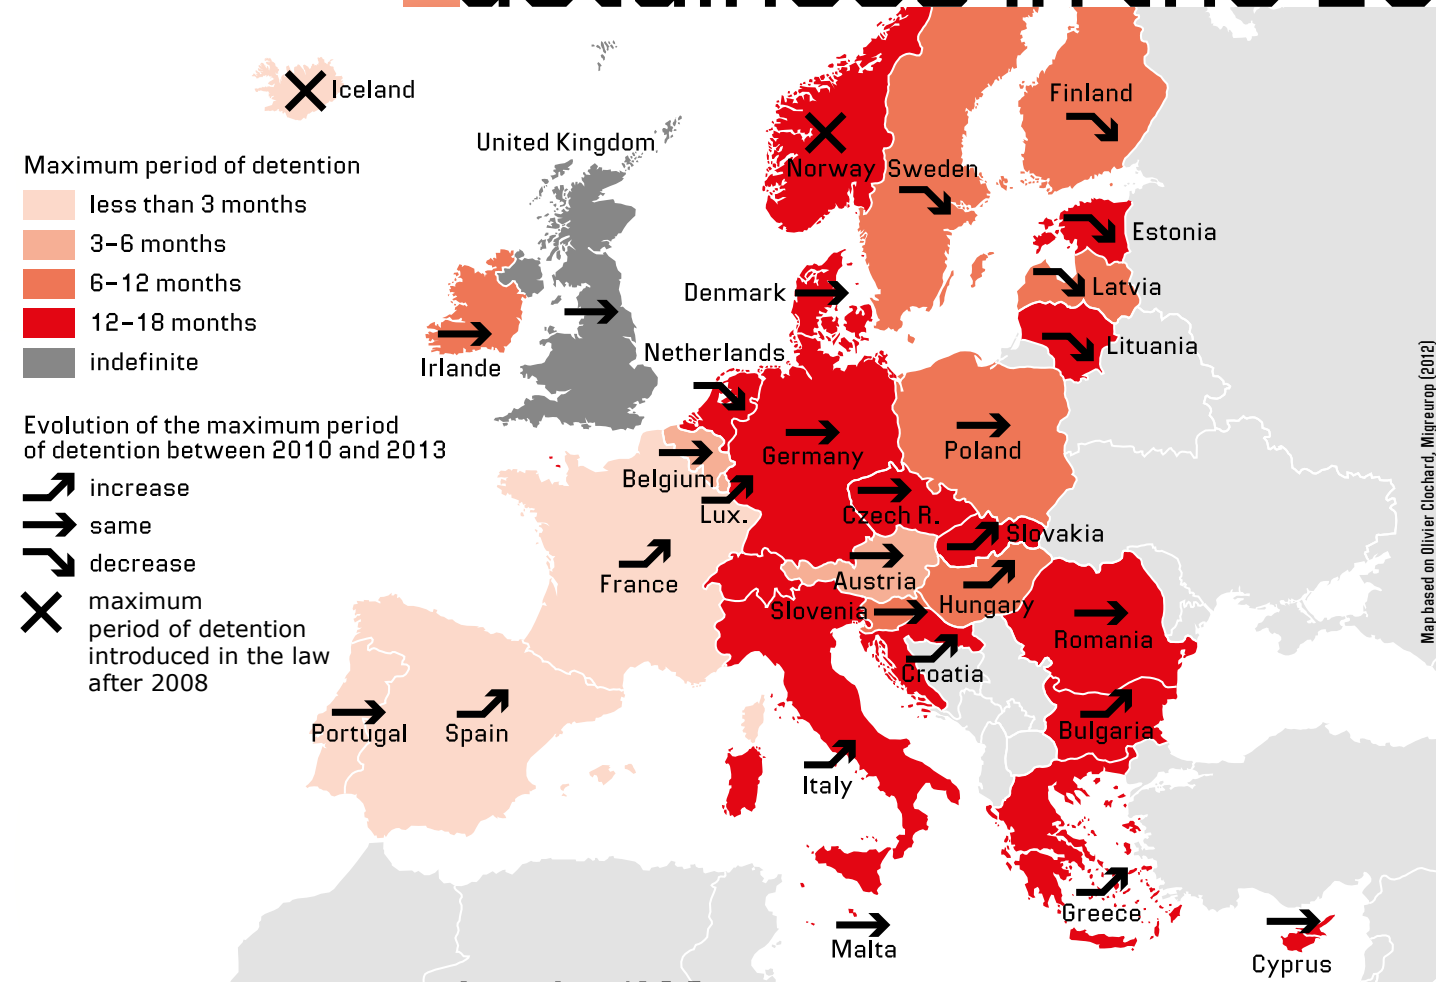 detainees in the
Iceland
United Kingdom
Finland
Maximum period of detention
less than 3 months
3–6 months
6–12 months
12–18 months
indefinite
Norway
Sweden
Estonia
Denmark
Latvia
Netherlands
Lituania
Irlande
Evolution of the maximum period
of detention between 2010 and 2013
increase
same
decrease
maximum
period of detention
introduced in the law
after 2008
Germany
Poland
Belgium
Lux.
Czech R.
Slovakia
France
Austria
Slovenia
Hungary
Romania
Croatia
Portugal
Spain
Bulgaria
Italy
Greece
Malta
Cyprus
Map based on Olivier Clochard, Migreurop (2012)